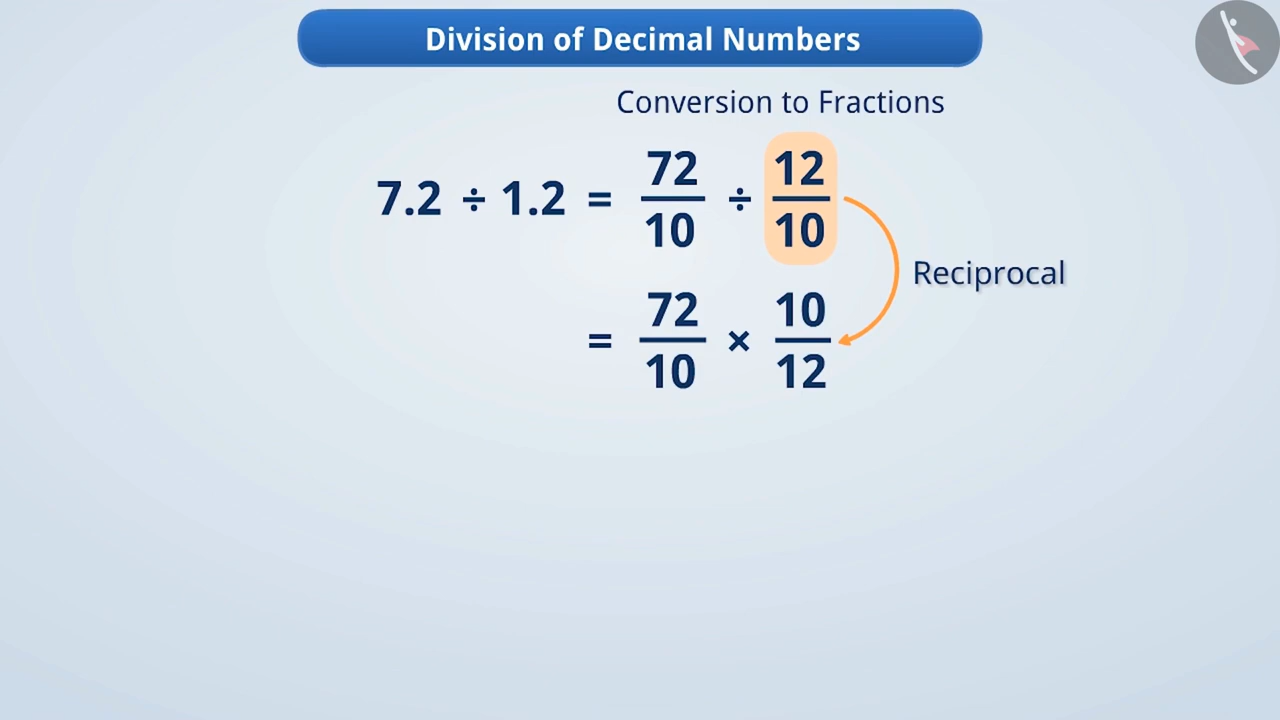 Division of Decimal Numbers
Conversion to Fractions
7.2 ÷ 1.2 = 72/10 ÷ 12/10
Reciprocal
= 72/10 × 10/12